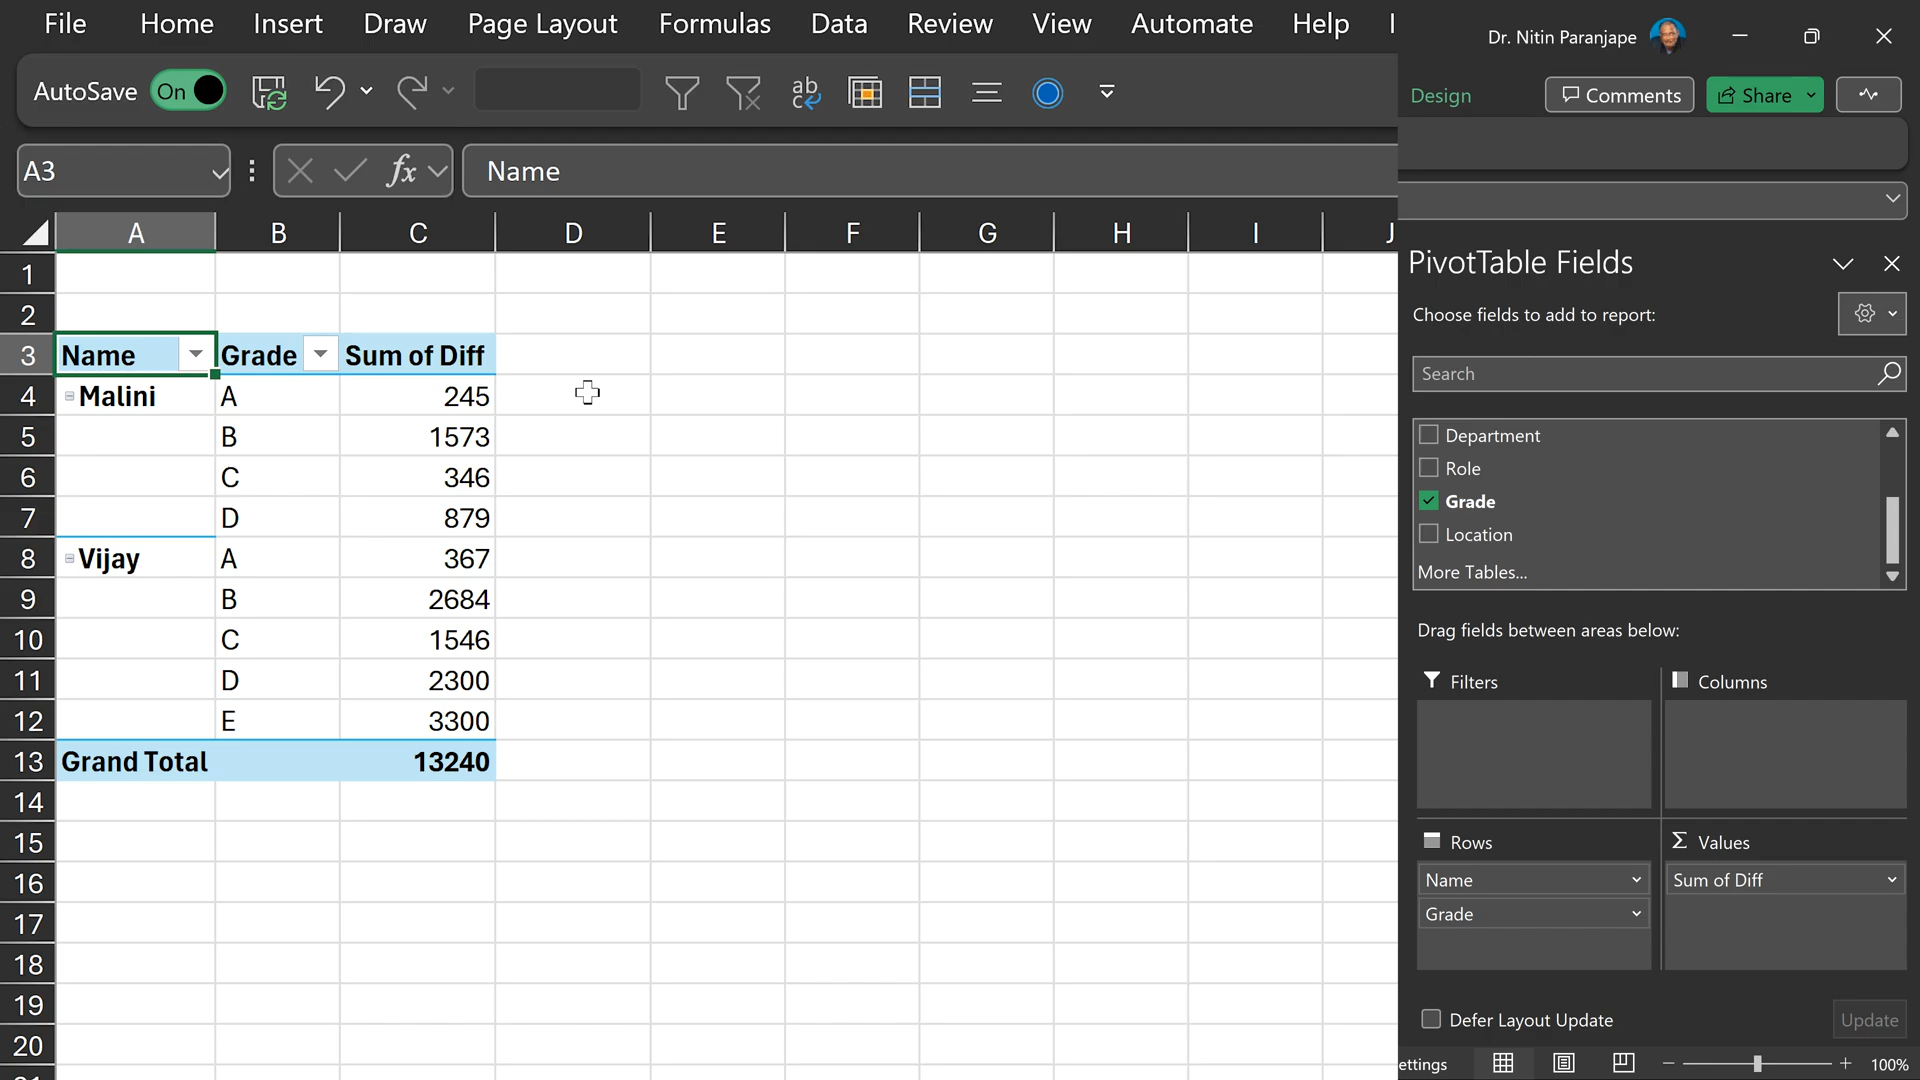 File Home Insert Draw Page Layout Formulas Data Review View Automate Help
Dr. Nitin Paranjape
AutoSave On
Design Comments Share
A3 fx Name
A B C D E F G H I J
1
2
3 Name Grade Sum of Diff
4 Malini A 245
5 B 1573
6 C 346
7 D 879
8 Vijay A 367
9 B 2684
10 C 1546
11 D 2300
12 E 3300
13 Grand Total 13240
14
15
16
17
18
19
20
PivotTable Fields
Choose fields to add to report:
Search
Department
Role
Grade
Location
More Tables...
Drag fields between areas below:
Filters Columns
Rows Σ Values
Name Sum of Diff
Grade
Defer Layout Update Update
ettings 100%